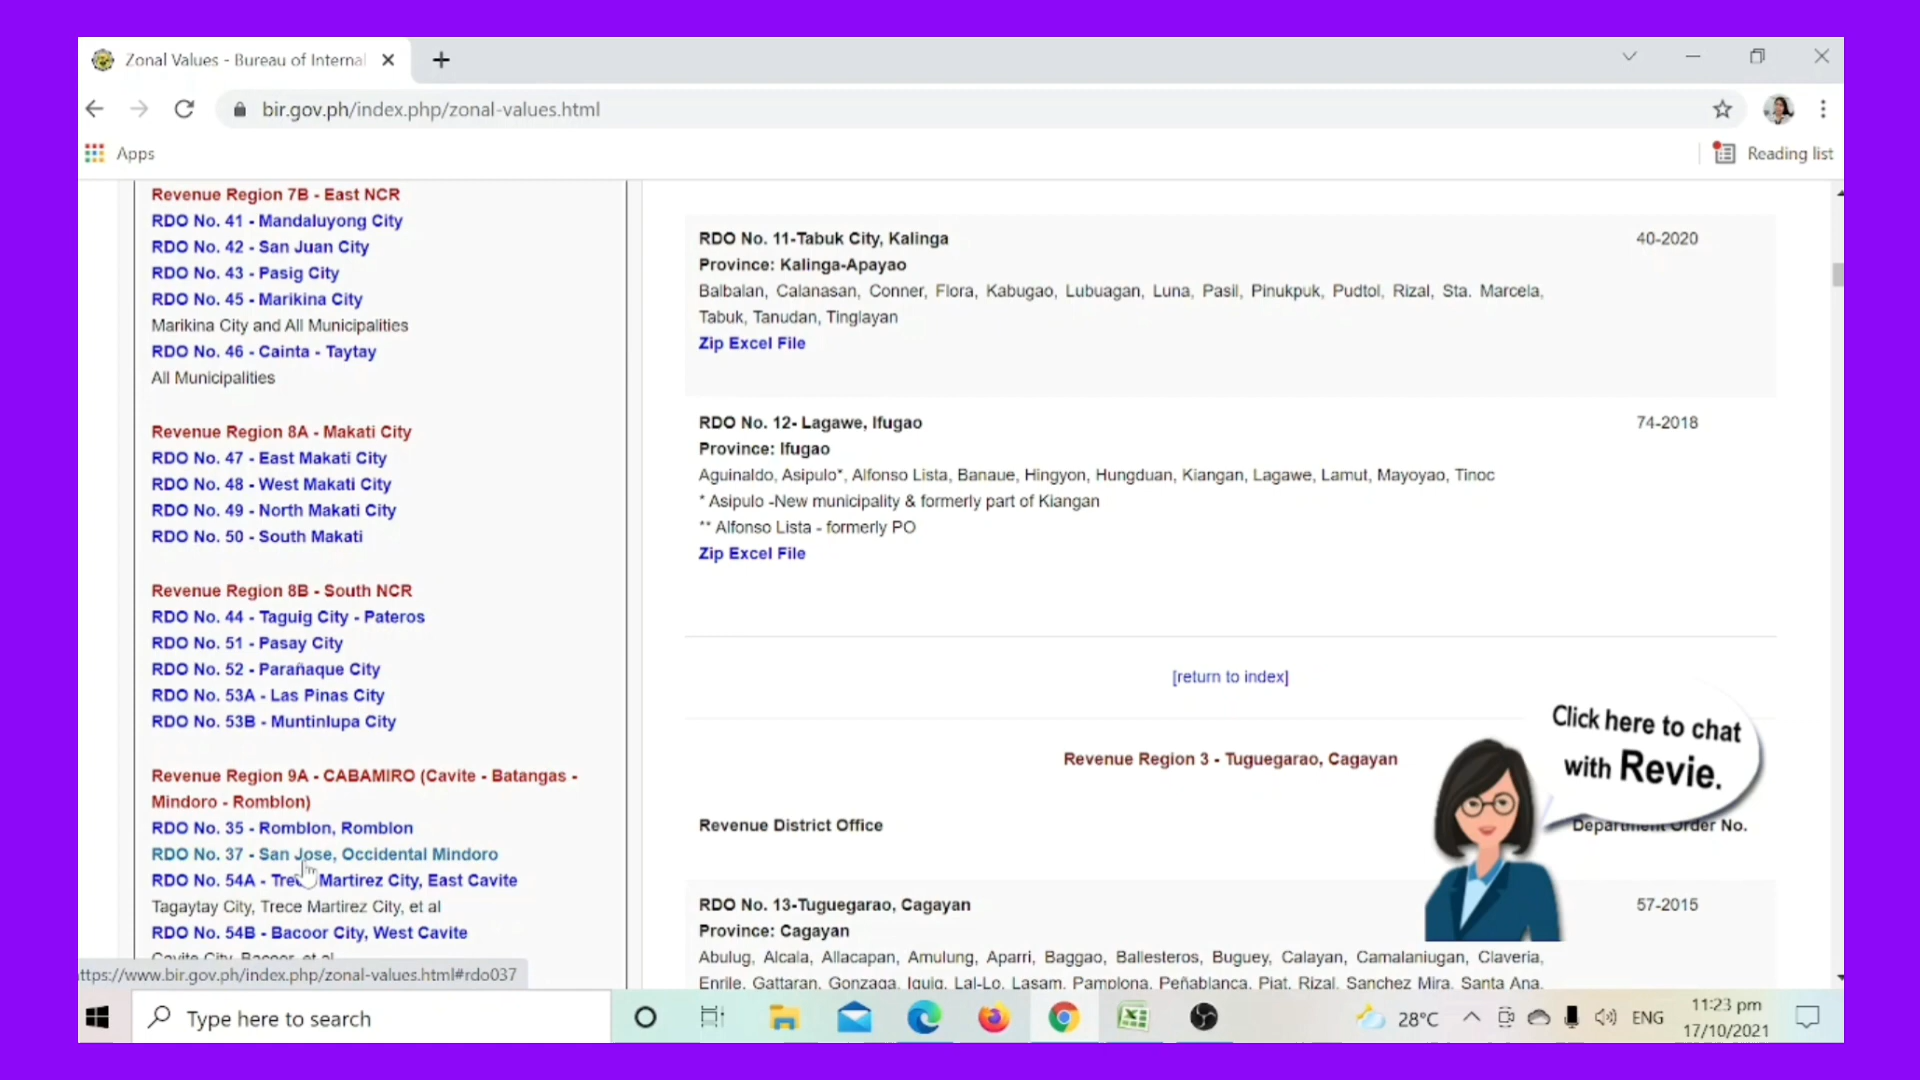 Zonal Values - Bureau of Internal
bir.gov.ph/index.php/zonal-values.html
Apps
Reading list
Revenue Region 7B - East NCR
RDO No. 41 - Mandaluyong City
RDO No. 42 - San Juan City
RDO No. 43 - Pasig City
RDO No. 45 - Marikina City
Marikina City and All Municipalities
RDO No. 46 - Cainta - Taytay
All Municipalities
Revenue Region 8A - Makati City
RDO No. 47 - East Makati City
RDO No. 48 - West Makati City
RDO No. 49 - North Makati City
RDO No. 50 - South Makati
Revenue Region 8B - South NCR
RDO No. 44 - Taguig City - Pateros
RDO No. 51 - Pasay City
RDO No. 52 - Parañaque City
RDO No. 53A - Las Pinas City
RDO No. 53B - Muntinlupa City
Revenue Region 9A - CABAMIRO (Cavite - Batangas -
Mindoro - Romblon)
RDO No. 35 - Romblon, Romblon
RDO No. 37 - San Jose, Occidental Mindoro
RDO No. 54A - Trece Martirez City, East Cavite
Tagaytay City, Trece Martirez City, et al
RDO No. 54B - Bacoor City, West Cavite
Cavite City, Bacoor, et al
ttps://www.bir.gov.ph/index.php/zonal-values.html#rdo037
RDO No. 11-Tabuk City, Kalinga 40-2020
Province: Kalinga-Apayao
Balbalan, Calanasan, Conner, Flora, Kabugao, Lubuagan, Luna, Pasil, Pinukpuk, Pudtol, Rizal, Sta. Marcela,
Tabuk, Tanudan, Tinglayan
Zip Excel File
RDO No. 12- Lagawe, Ifugao 74-2018
Province: Ifugao
Aguinaldo, Asipulo*, Alfonso Lista, Banaue, Hingyon, Hungduan, Kiangan, Lagawe, Lamut, Mayoyao, Tinoc
* Asipulo -New municipality & formerly part of Kiangan
** Alfonso Lista - formerly PO
Zip Excel File
[return to index]
Revenue Region 3 - Tuguegarao, Cagayan
Revenue District Office Department Order No.
RDO No. 13-Tuguegarao, Cagayan 57-2015
Province: Cagayan
Abulug, Alcala, Allacapan, Amulung, Aparri, Baggao, Ballesteros, Buguey, Calayan, Camalaniugan, Claveria,
Enrile, Gattaran, Gonzaga, Iguig, Lal-Lo, Lasam, Pamplona, Peñablanca, Piat, Rizal, Sanchez Mira, Santa Ana,
Click here to chat
with Revie.
Type here to search
28°C
ENG
11:23 pm
17/10/2021